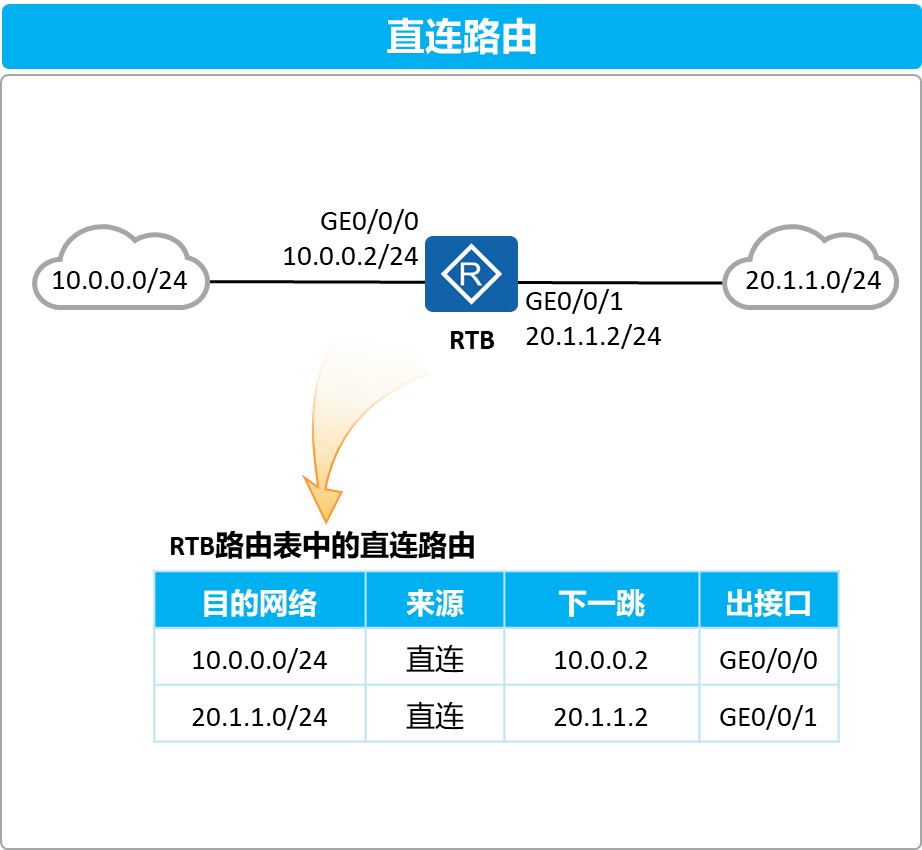 直连路由
GE0/0/0
10.0.0.2/24
10.0.0.0/24
R
20.1.1.0/24
GE0/0/1
20.1.1.2/24
RTB
RTB路由表中的直连路由
目的网络 来源 下一跳 出接口
10.0.0.0/24 直连 10.0.0.2 GE0/0/0
20.1.1.0/24 直连 20.1.1.2 GE0/0/1